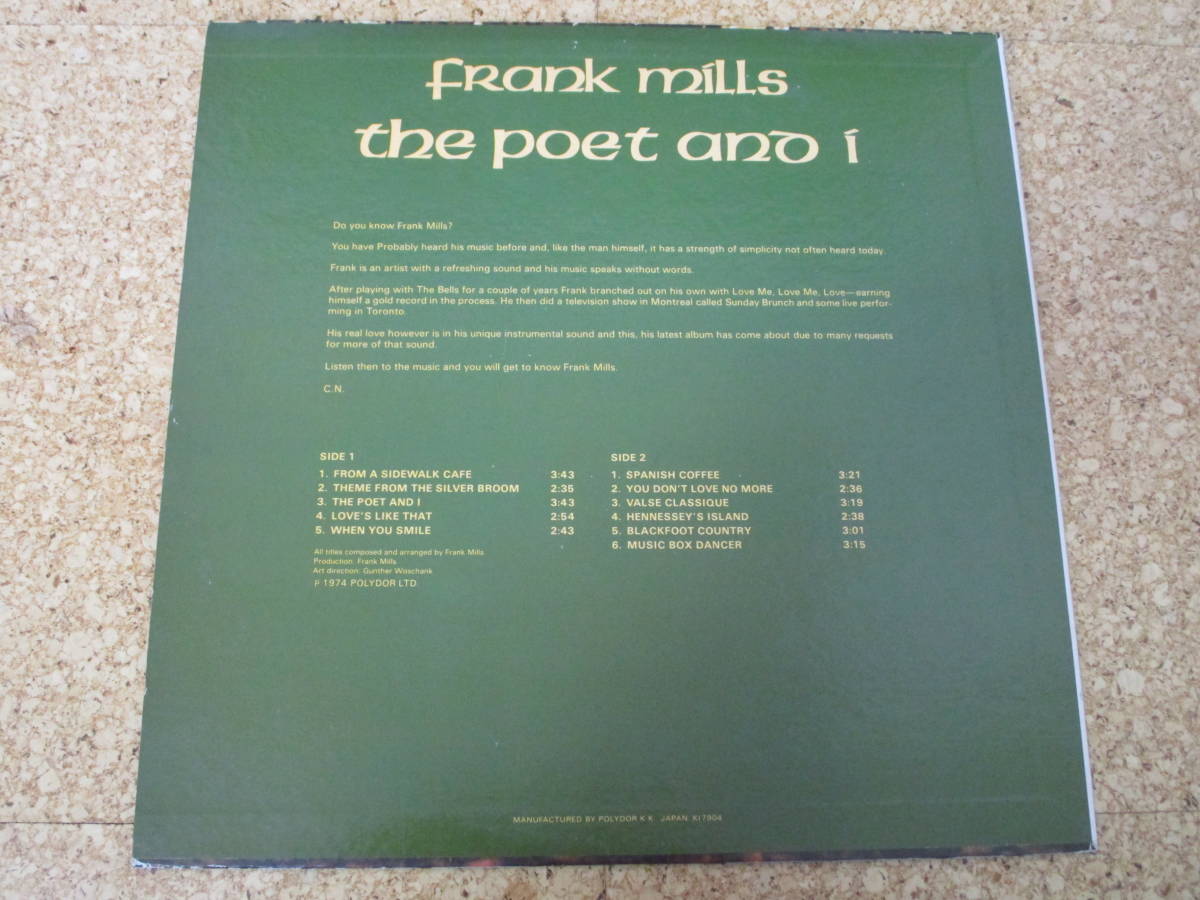 frank mills
the poet and i
Do you know Frank Mills?
You have Probably heard his music before and, like the man himself, it has a strength of simplicity not often heard today.
Frank is an artist with a refreshing sound and his music speaks without words.
After playing with The Bells for a couple of years Frank branched out on his own with Love Me, Love Me, Love—earning
himself a gold record in the process. He then did a television show in Montreal called Sunday Brunch and some live perfor-
ming in Toronto.
His real love however is in his unique instrumental sound and this, his latest album has come about due to many requests
for more of that sound.
Listen then to the music and you will get to know Frank Mills.
C.N.
SIDE 1
1. FROM A SIDEWALK CAFE 3:43
2. THEME FROM THE SILVER BROOM 2:35
3. THE POET AND I 3:43
4. LOVE'S LIKE THAT 2:54
5. WHEN YOU SMILE 2:43
All titles composed and arranged by Frank Mills
Production: Frank Mills
Art direction: Gunther Woschank
℗ 1974 POLYDOR LTD.
SIDE 2
1. SPANISH COFFEE 3:21
2. YOU DON'T LOVE NO MORE 2:36
3. VALSE CLASSIQUE 3:19
4. HENNESSEY'S ISLAND 2:38
5. BLACKFOOT COUNTRY 3:01
6. MUSIC BOX DANCER 3:15
MANUFACTURED BY POLYDOR K.K. JAPAN KI 7904